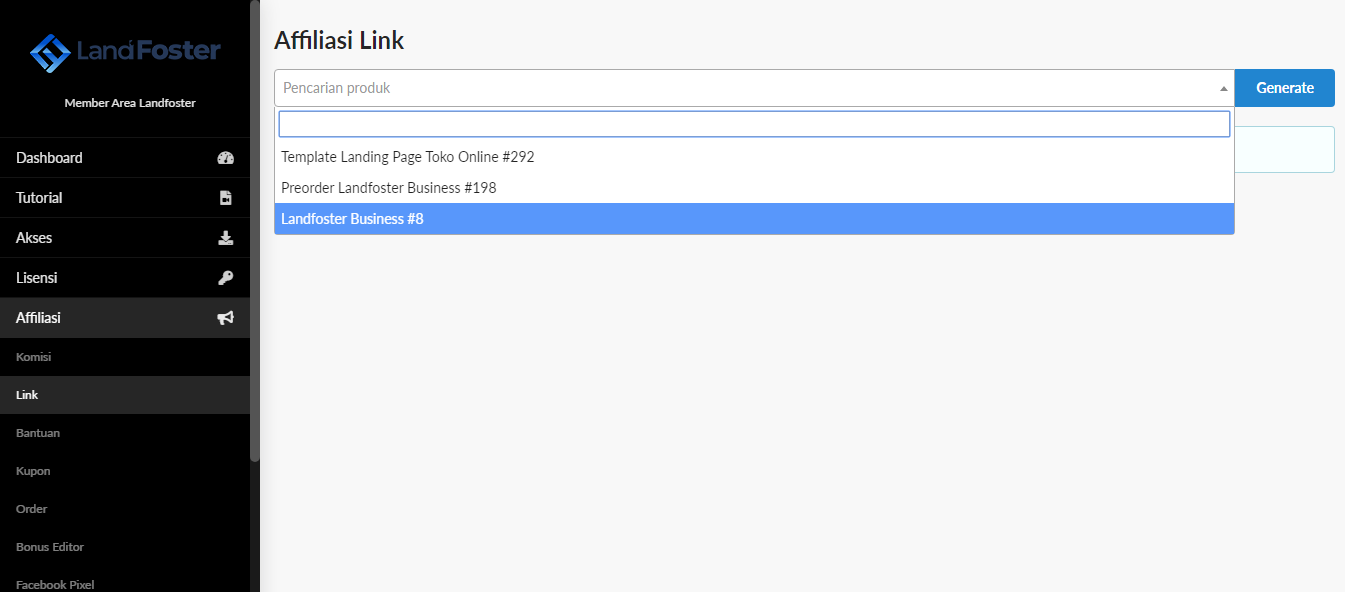 LandFoster
Member Area Landfoster
Dashboard
Tutorial
Akses
Lisensi
Affiliasi
Komisi
Link
Bantuan
Kupon
Order
Bonus Editor
Facebook Pixel
Affiliasi Link
Pencarian produk
Generate
Template Landing Page Toko Online #292
Preorder Landfoster Business #198
Landfoster Business #8